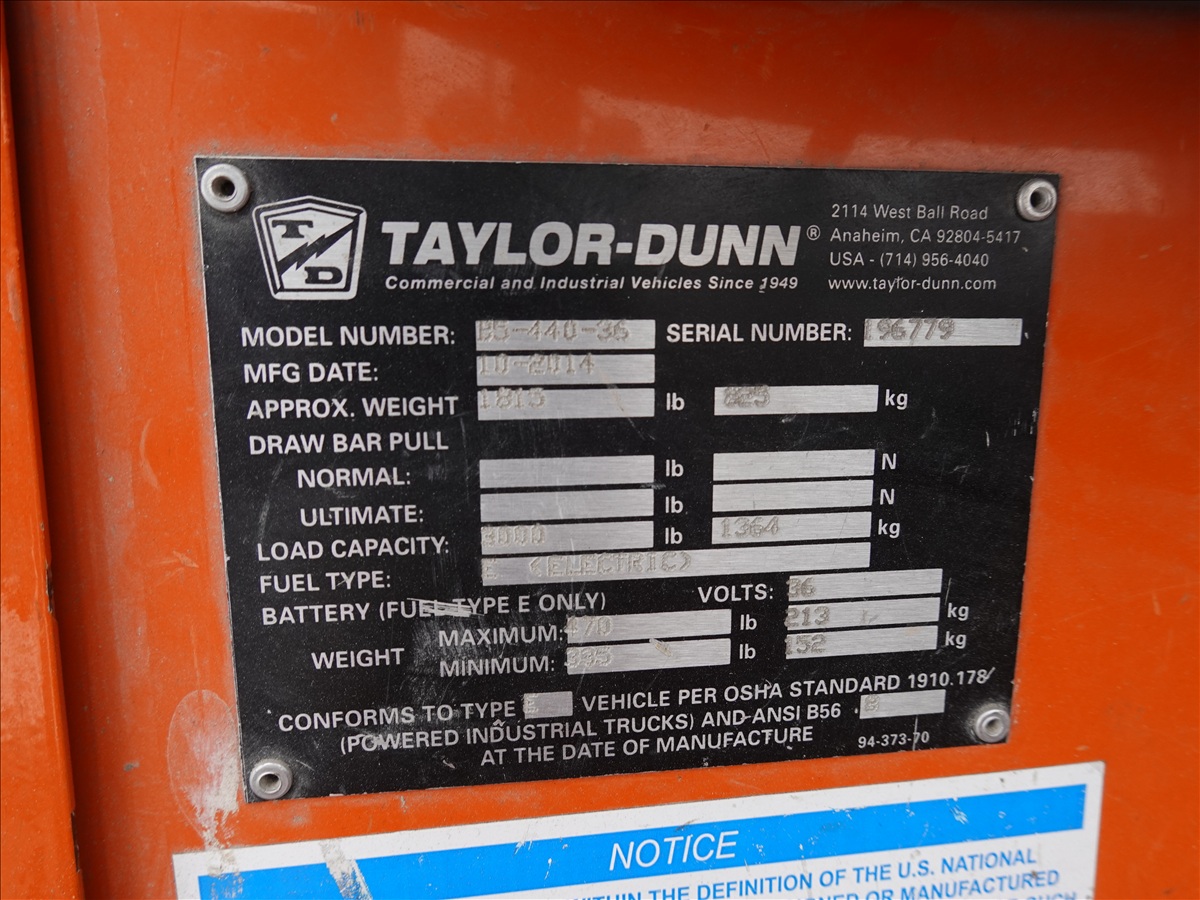 TD
TAYLOR-DUNN®
Commercial and Industrial Vehicles Since 1949
2114 West Ball Road
Anaheim, CA 92804-5417
USA - (714) 956-4040
www.taylor-dunn.com
MODEL NUMBER: B5-440-36 SERIAL NUMBER: 196779
MFG DATE: 10-2014
APPROX. WEIGHT 1815 lb 825 kg
DRAW BAR PULL
NORMAL: lb N
ULTIMATE: lb N
LOAD CAPACITY: 3000 lb 1364 kg
FUEL TYPE: E (ELECTRIC)
BATTERY (FUEL TYPE E ONLY) VOLTS: 36
WEIGHT MAXIMUM: 470 lb 213 kg
MINIMUM: 335 lb 152 kg
CONFORMS TO TYPE E VEHICLE PER OSHA STANDARD 1910.178
(POWERED INDUSTRIAL TRUCKS) AND ANSI B56
AT THE DATE OF MANUFACTURE 94-373-70
NOTICE
WITHIN THE DEFINITION OF THE U.S. NATIONAL
OR MANUFACTURED